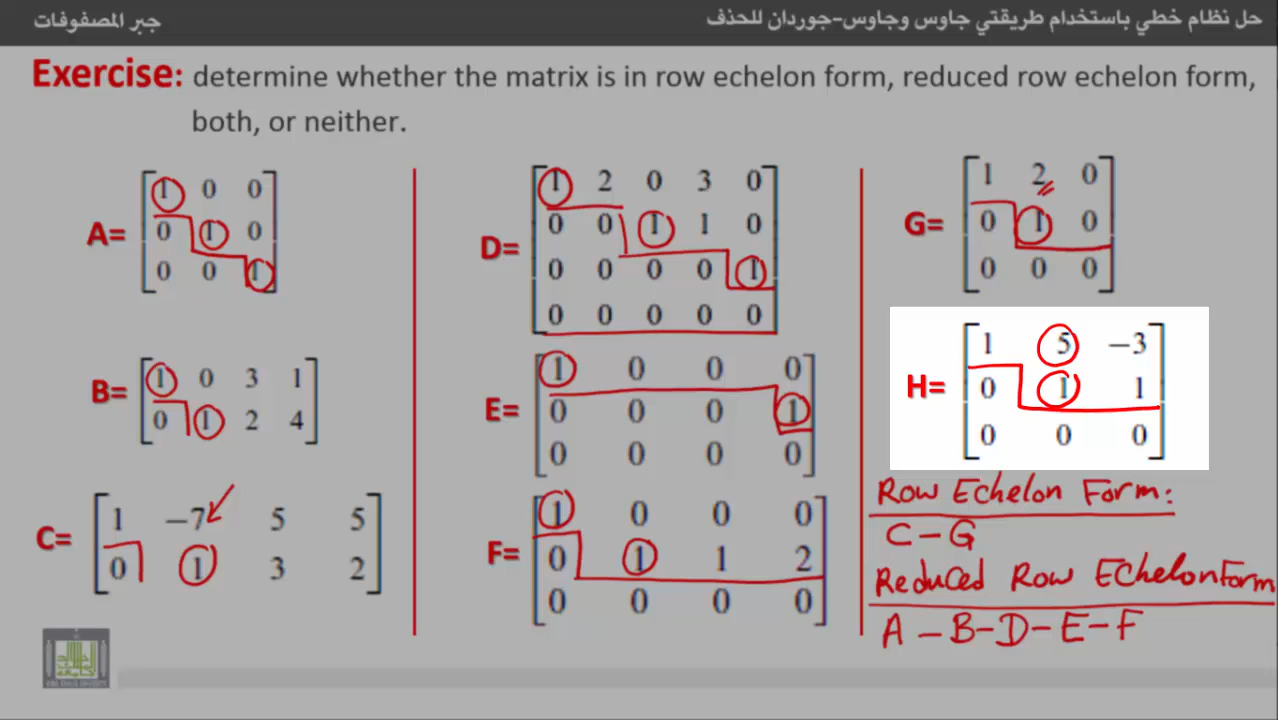 حل نظام خطي باستخدام طريقتي جاوس وجاوس-جوردان للحذف
جبر المصفوفات
Exercise: determine whether the matrix is in row echelon form, reduced row echelon form,
both, or neither.
A=
1 0 0
0 1 0
0 0 1
B=
1 0 3 1
0 1 2 4
C=
1 −7 5 5
0 1 3 2
D=
1 2 0 3 0
0 0 1 1 0
0 0 0 0 1
0 0 0 0 0
E=
1 0 0 0
0 0 0 1
0 0 0 0
F=
1 0 0 0
0 1 1 2
0 0 0 0
G=
1 2 0
0 1 0
0 0 0
H=
1 5 −3
0 1 1
0 0 0
Row Echelon Form:
C - G
Reduced Row Echelon Form
A - B - D - E - F